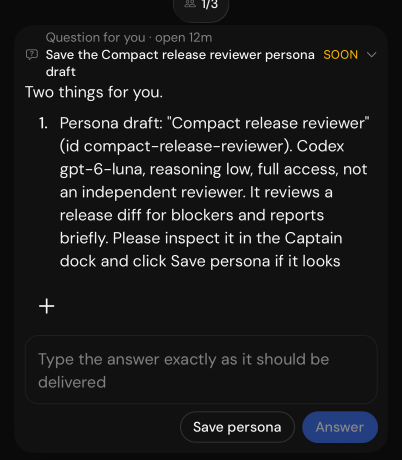 1/3
Question for you · open 12m
Save the Compact release reviewer persona SOON
draft
Two things for you.
1. Persona draft: "Compact release reviewer"
(id compact-release-reviewer). Codex
gpt-6-luna, reasoning low, full access, not
an independent reviewer. It reviews a
release diff for blockers and reports
briefly. Please inspect it in the Captain
dock and click Save persona if it looks
Type the answer exactly as it should be
delivered
Save persona Answer